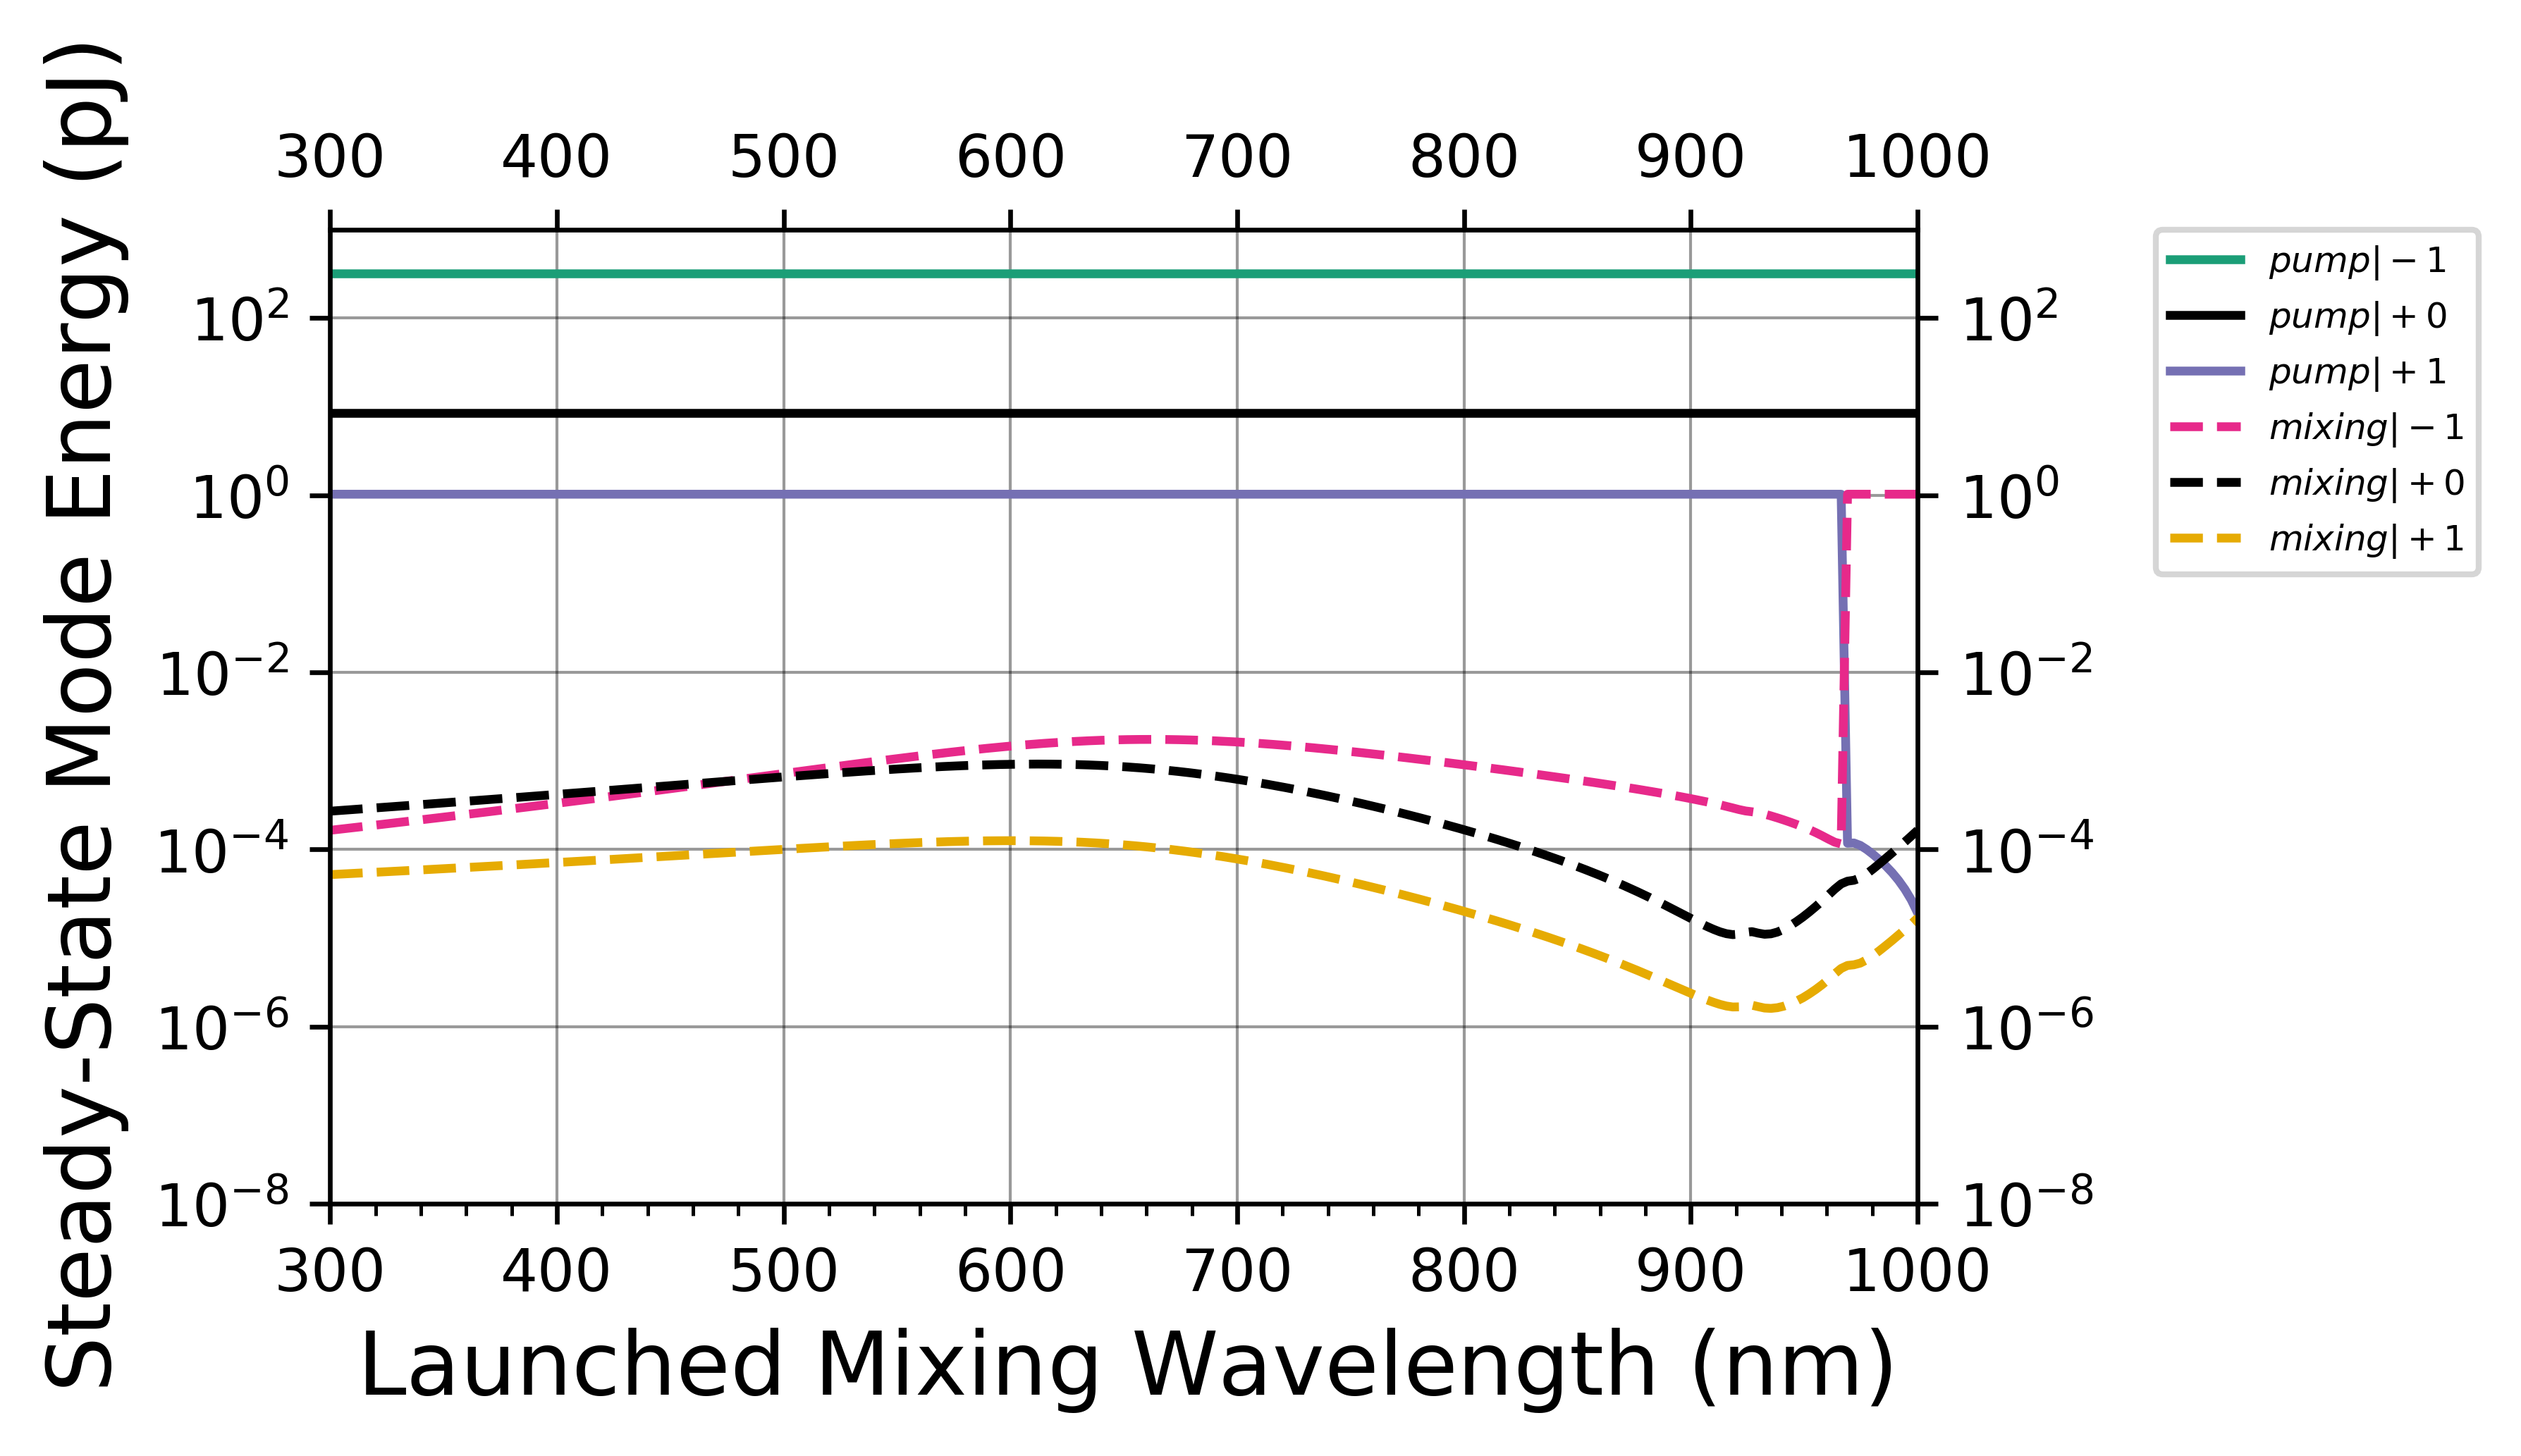 Steady-State Mode Energy (pJ)
300 400 500 600 700 800 900 1000
10² 10²
10⁰ 10⁰
10⁻² 10⁻²
10⁻⁴ 10⁻⁴
10⁻⁶ 10⁻⁶
10⁻⁸ 10⁻⁸
300 400 500 600 700 800 900 1000
Launched Mixing Wavelength (nm)
pump| − 1
pump| + 0
pump| + 1
mixing| − 1
mixing| + 0
mixing| + 1